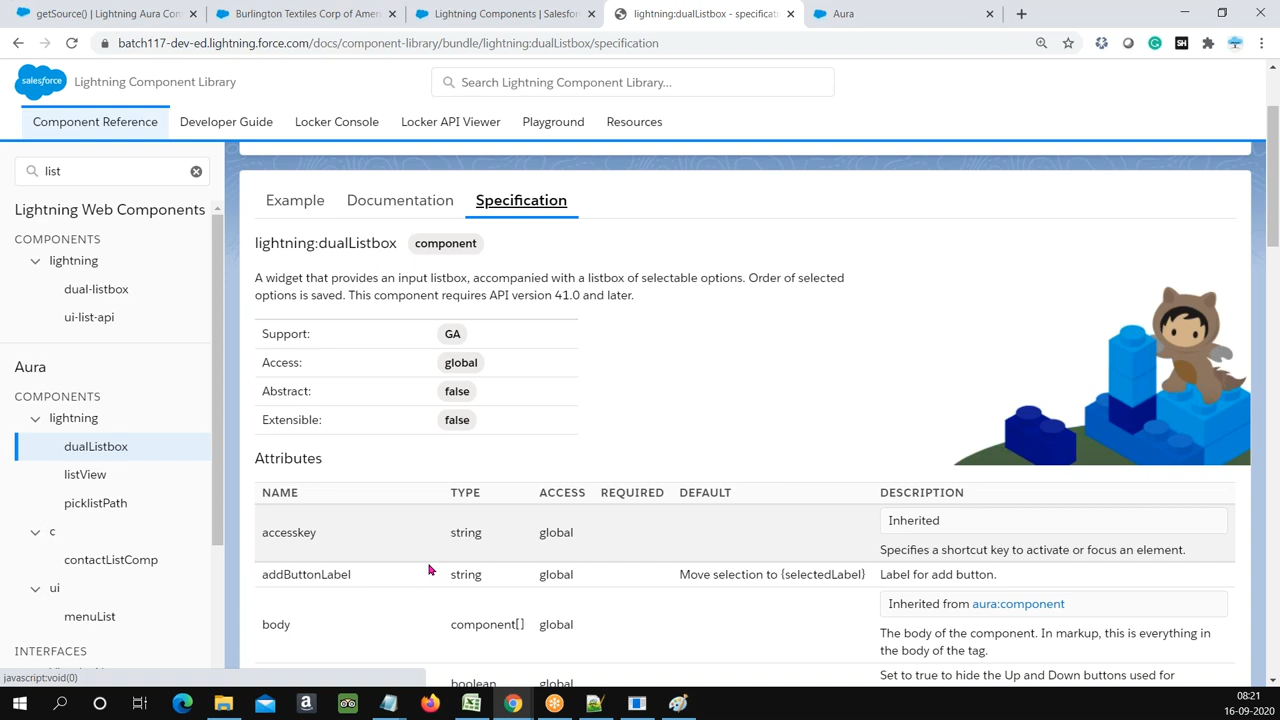 getSource() | Lightning Aura Com
Burlington Textiles Corp of Amer
Lightning Components | Salesfor
lightning:dualListbox - specificati
Aura
batch117-dev-ed.lightning.force.com/docs/component-library/bundle/lightning:dualListbox/specification
SH
salesforce
Lightning Component Library
Search Lightning Component Library...
Component Reference
Developer Guide
Locker Console
Locker API Viewer
Playground
Resources
list
Lightning Web Components
COMPONENTS
lightning
dual-listbox
ui-list-api
Aura
COMPONENTS
lightning
dualListbox
listView
picklistPath
c
contactListComp
ui
menuList
INTERFACES
Example
Documentation
Specification
lightning:dualListbox component
A widget that provides an input listbox, accompanied with a listbox of selectable options. Order of selected
options is saved. This component requires API version 41.0 and later.
Support: GA
Access: global
Abstract: false
Extensible: false
Attributes
NAME TYPE ACCESS REQUIRED DEFAULT DESCRIPTION
Inherited
accesskey string global
Specifies a shortcut key to activate or focus an element.
addButtonLabel string global Move selection to {selectedLabel} Label for add button.
Inherited from aura:component
body component[] global
The body of the component. In markup, this is everything in
the body of the tag.
boolean global
Set to true to hide the Up and Down buttons used for
javascript:void(0)
08:21
16-09-2020